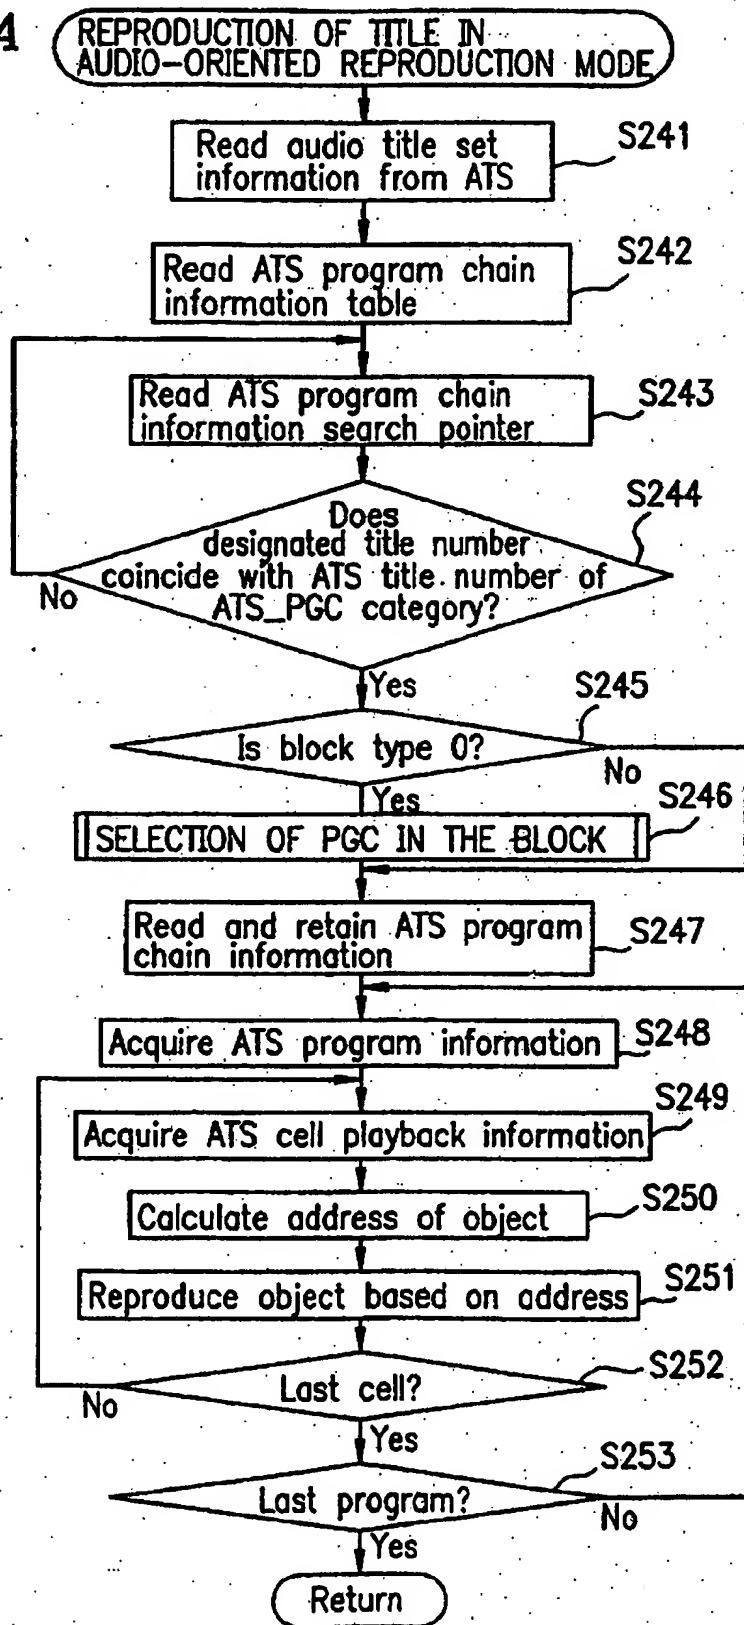 4
REPRODUCTION OF TITLE IN
AUDIO-ORIENTED REPRODUCTION MODE
Read audio title set
information from ATS
S241
Read ATS program chain
information table
S242
Read ATS program chain
information search pointer
S243
Does
designated title number
coincide with ATS title number of
ATS_PGC category?
S244
No
Yes
Is block type 0?
S245
No
Yes
SELECTION OF PGC IN THE BLOCK
S246
Read and retain ATS program
chain information
S247
Acquire ATS program information
S248
Acquire ATS cell playback information
S249
Calculate address of object
S250
Reproduce object based on address
S251
Last cell?
S252
No
Yes
Last program?
S253
No
Yes
Return